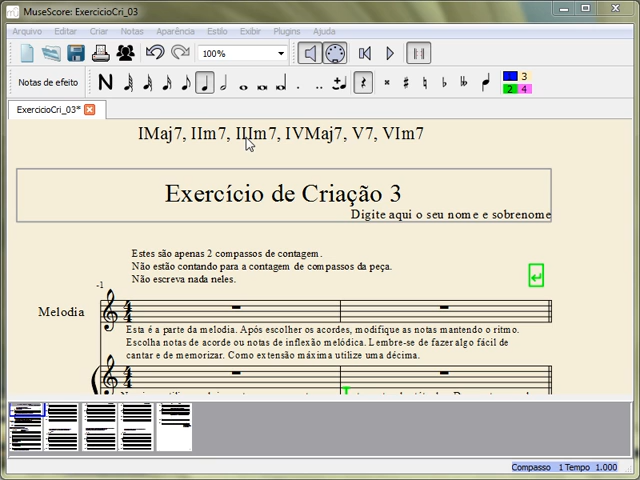 MuseScore: ExercicioCri_03
Arquivo Editar Criar Notas Aparência Estilo Exibir Plugins Ajuda
100%
Notas de efeito
1 3
2 4
ExercicioCri_03*
IMaj7, IIm7, IIIm7, IVMaj7, V7, VIm7
Exercício de Criação 3
Digite aqui o seu nome e sobrenome
Estes são apenas 2 compassos de contagem.
Não estão contando para a contagem de compassos da peça.
Não escreva nada neles.
-1
Melodia
Esta é a parte da melodia. Após escolher os acordes, modifique as notas mantendo o ritmo.
Escolha notas de acorde ou notas de inflexão melódica. Lembre-se de fazer algo fácil de
cantar e de memorizar. Como extensão máxima utilize uma décima.
Compasso 1 Tempo 1.000